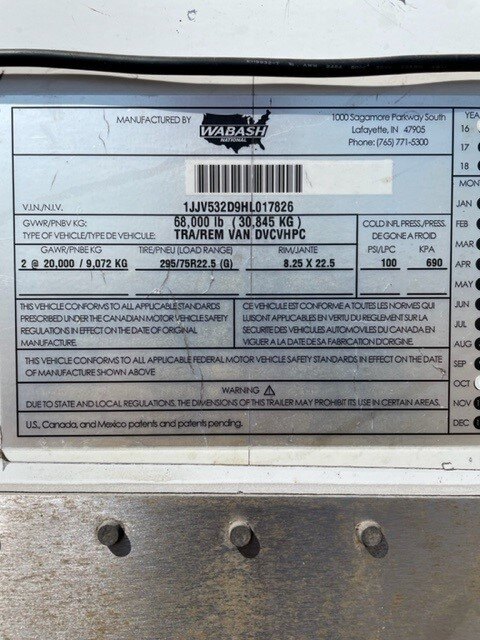 MANUFACTURED BY
WABASH
NATIONAL
1000 Sagamore Parkway South
Lafayette, IN 47905
Phone: (765) 771-5300
V.I.N./N.I.V. 1JJV532D9HL017826
GVWR/PNBV KG: 68,000 lb (30,845 KG)
TYPE OF VEHICLE/TYPE DE VEHICULE: TRA/REM VAN DVCVHPC
COLD INFL PRESS./PRESS.
DE GONE A FROID
GAWR/PNBE KG TIRE/PNEU (LOAD RANGE) RIM/JANTE PSI/LPC KPA
2 @ 20,000 / 9,072 KG 295/75R22.5 (G) 8.25 X 22.5 100 690
THIS VEHICLE CONFORMS TO ALL APPLICABLE STANDARDS
PRESCRIBED UNDER THE CANADIAN MOTOR VEHICLE SAFETY
REGULATIONS IN EFFECT ON THE DATE OF ORIGINAL
MANUFACTURE.
CE VEHICULE EST CONFORME A TOUTES LES NORMES QUI
LUI SONT APPLICABLES EN VERTU DU REGLEMENT SUR LA
SECURITE DES VEHICULES AUTOMOBILES DU CANADA EN
VIGUER A LA DATE DE SA FABRICATION D'ORGINE.
THIS VEHICLE CONFORMS TO ALL APPLICABLE FEDERAL MOTOR VEHICLE SAFETY STANDARDS IN EFFECT ON THE DATE
OF MANUFACTURE SHOWN ABOVE
WARNING
DUE TO STATE AND LOCAL REGULATIONS, THE DIMENSIONS OF THIS TRAILER MAY PROHIBIT ITS USE IN CERTAIN AREAS.
U.S., Canada, and Mexico patents and patents pending.
YEA
16
17
18
MON
JAN
FEB
MAR
APR
MAY
JUN
JUL
AUG
SEP
OCT
NOV
DEC